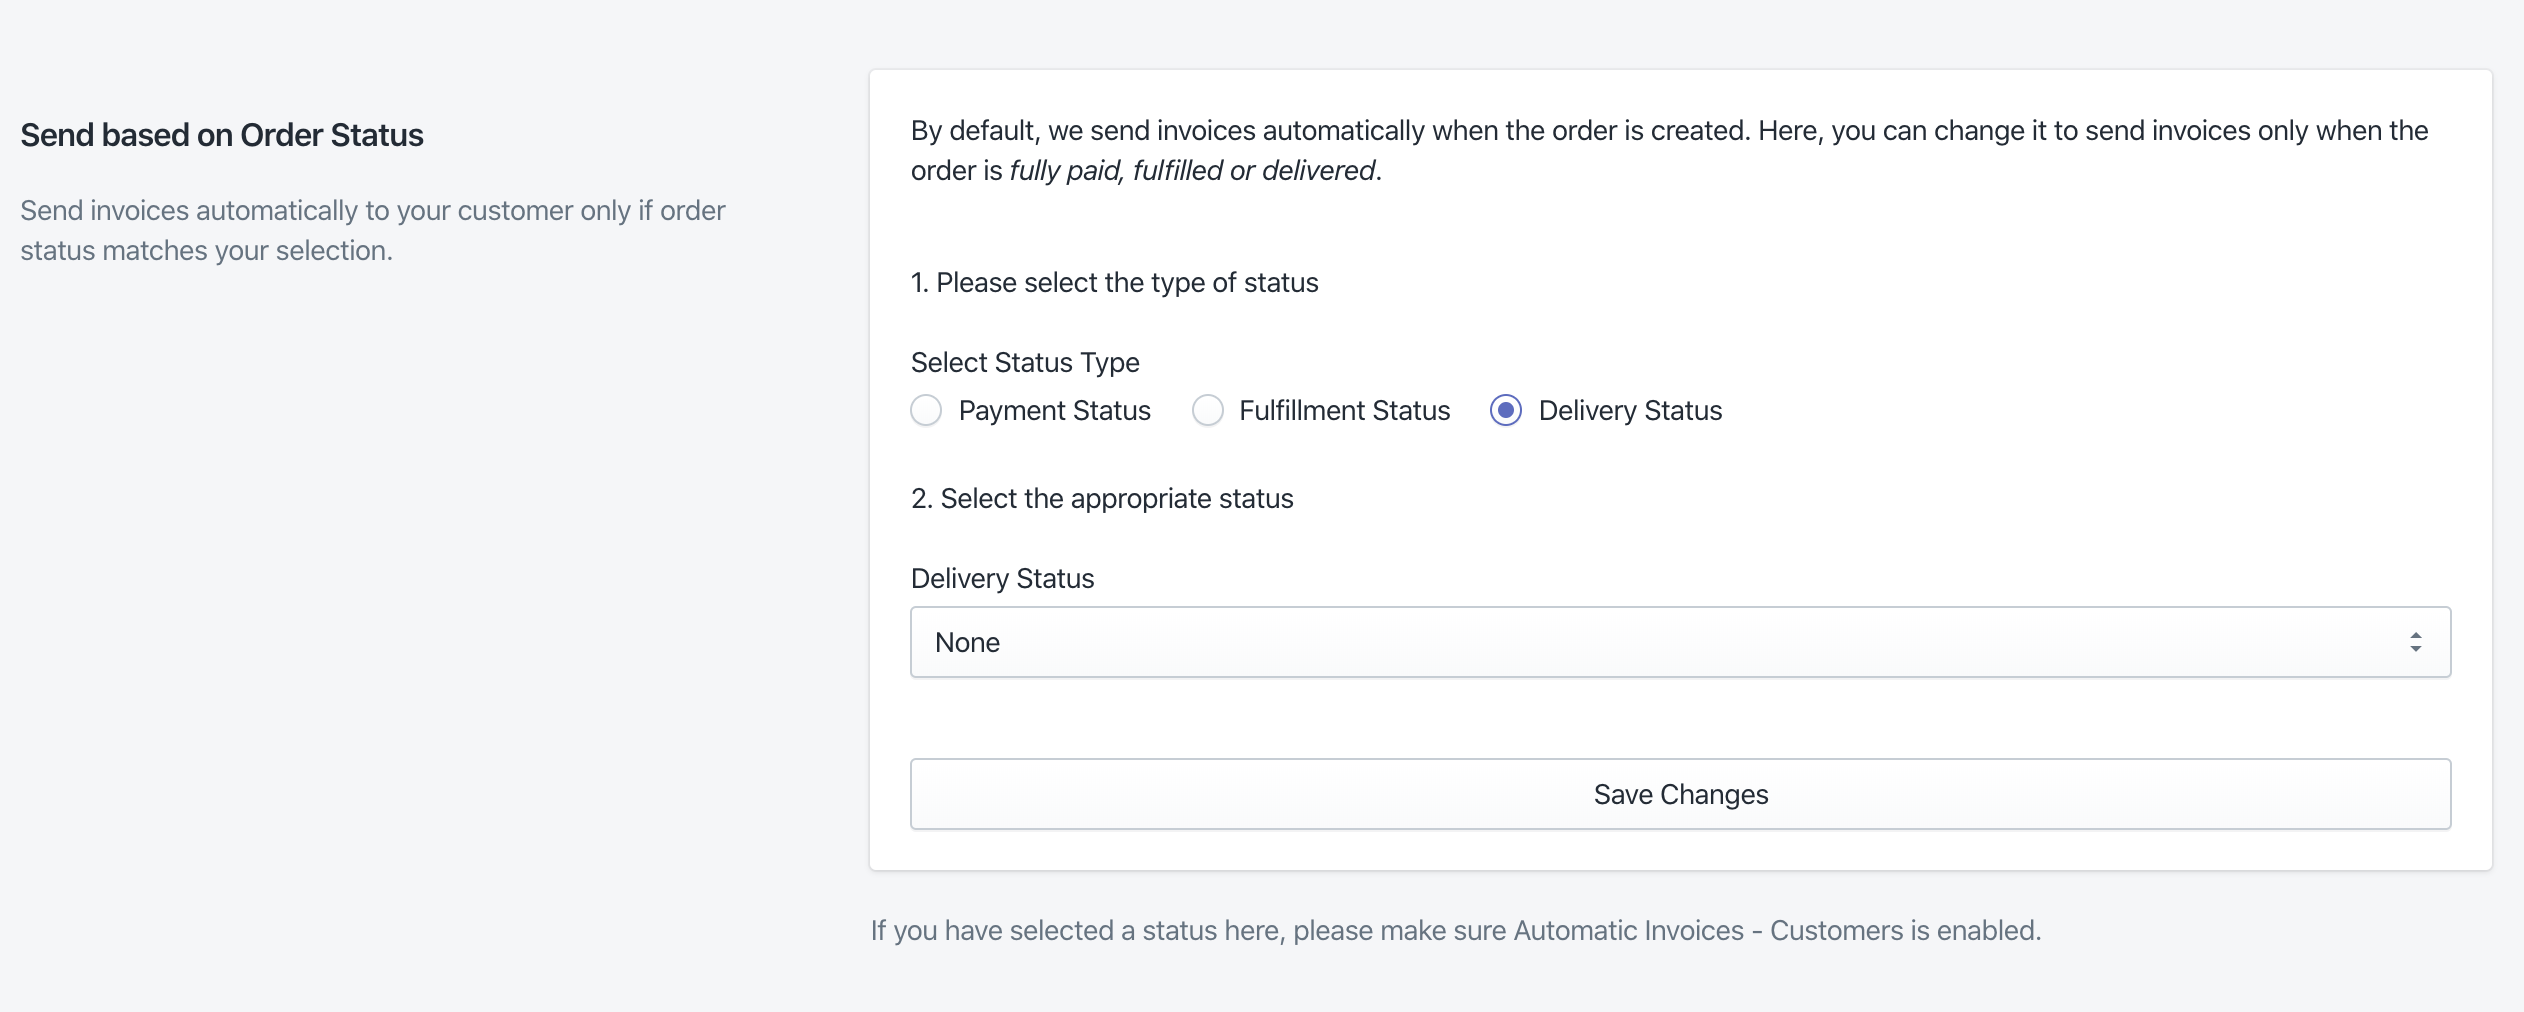 Send based on Order Status
Send invoices automatically to your customer only if order
status matches your selection.
By default, we send invoices automatically when the order is created. Here, you can change it to send invoices only when the
order is fully paid, fulfilled or delivered.
1. Please select the type of status
Select Status Type
Payment Status Fulfillment Status Delivery Status
2. Select the appropriate status
Delivery Status
None
Save Changes
If you have selected a status here, please make sure Automatic Invoices - Customers is enabled.